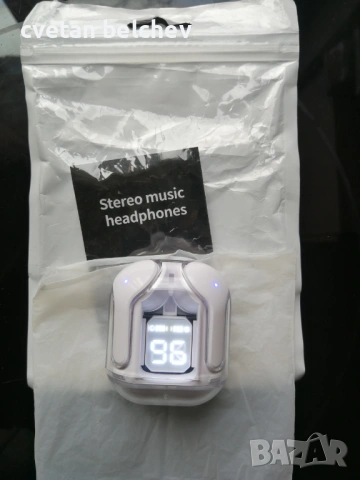 cvetan belchev
Stereo music
headphones
96
BAZAR